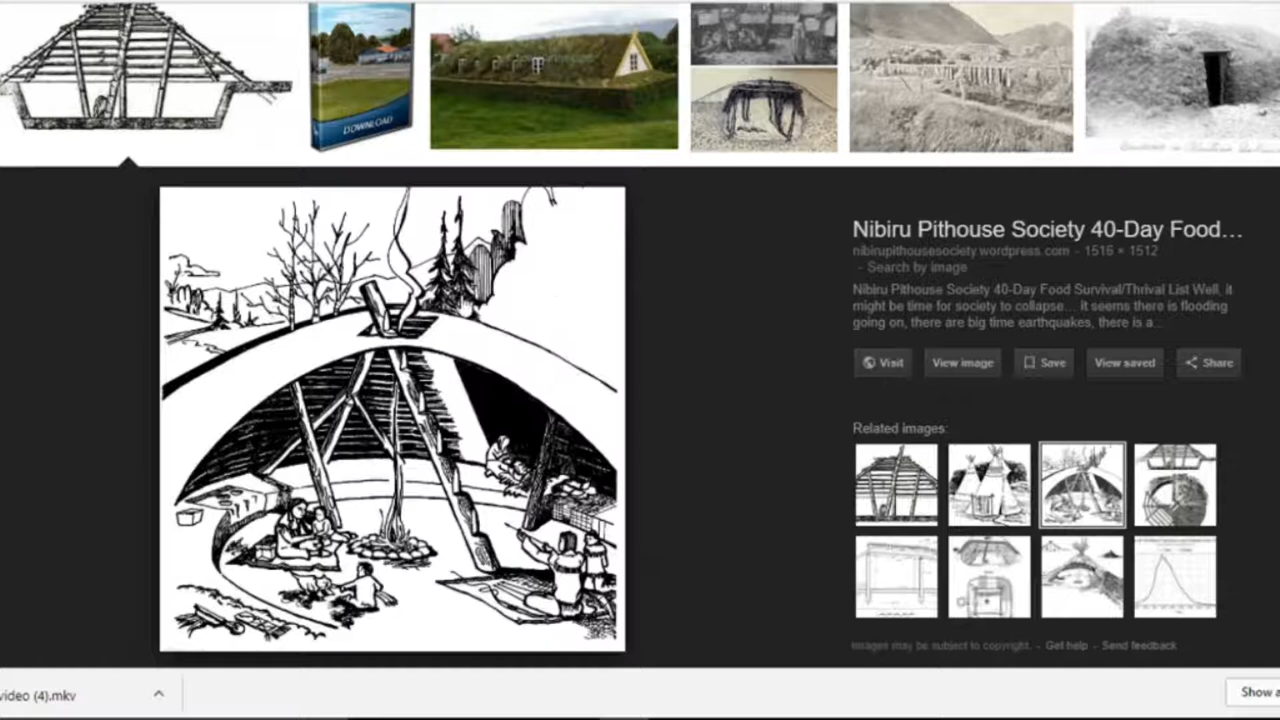 DOWNLOAD
Nibiru Pithouse Society 40-Day Food...
nibirupithousesociety.wordpress.com - 1516 × 1512
- Search by image
Nibiru Pithouse Society 40-Day Food Survival/Thrival List Well, it
might be time for society to collapse... it seems there is flooding
going on, there are big time earthquakes, there is a...
Visit
View image
Save
View saved
Share
Related images:
Images may be subject to copyright. - Get help - Send feedback
video (4).mkv
Show a